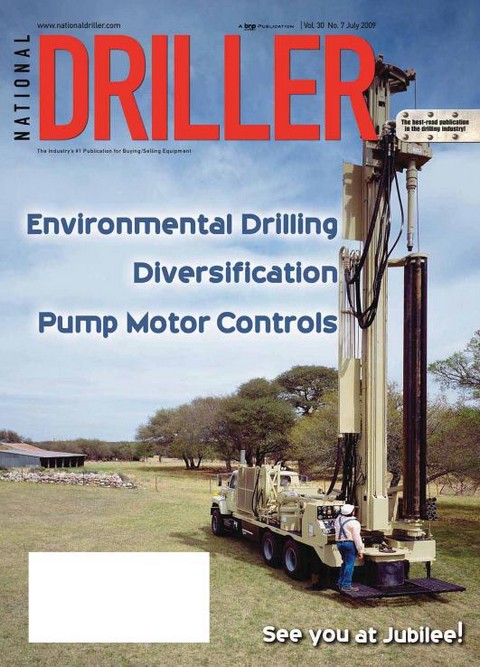 www.nationaldriller.com
A bnp PUBLICATION | Vol. 30 No. 7 July 2009
NATIONAL
DRILLER
The best-read publication
in the drilling industry!
The Industry's #1 Publication for Buying/Selling Equipment
Environmental Drilling
Diversification
Pump Motor Controls
See you at Jubilee!